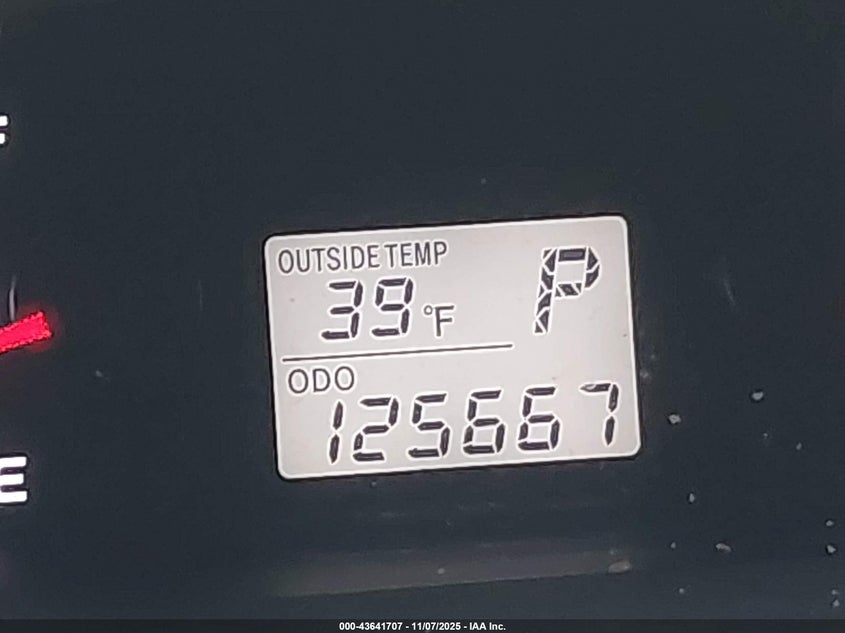 F
OUTSIDE TEMP
39 °F
P
ODO
125667
E
000-43641707 - 11/07/2025 - IAA Inc.